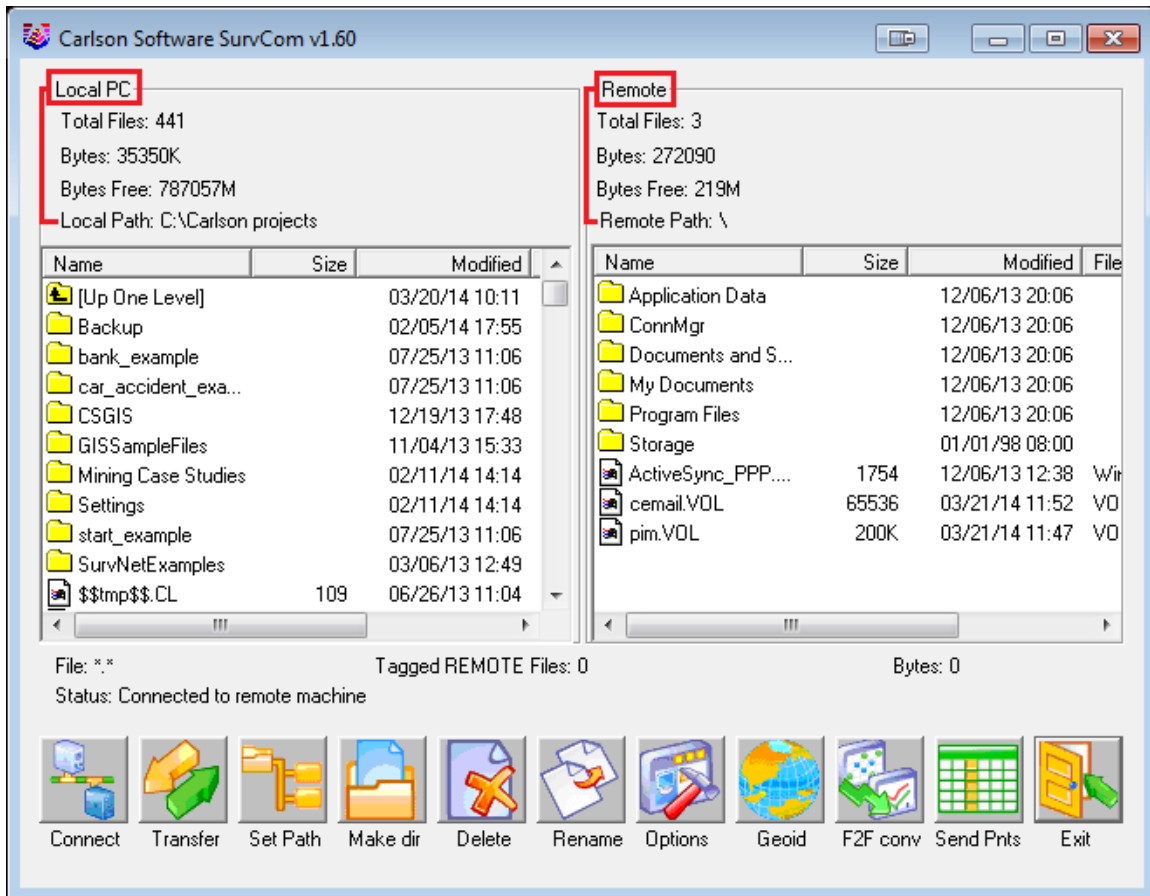 Carlson Software SurvCom v1.60
Local PC
Total Files: 441
Bytes: 35350K
Bytes Free: 787057M
Local Path: C:\Carlson projects
Name Size Modified
[Up One Level] 03/20/14 10:11
Backup 02/05/14 17:55
bank_example 07/25/13 11:06
car_accident_exa... 07/25/13 11:06
CSGIS 12/19/13 17:48
GISSampleFiles 11/04/13 15:33
Mining Case Studies 02/11/14 14:14
Settings 02/11/14 14:14
start_example 07/25/13 11:06
SurvNetExamples 03/06/13 12:49
$$tmp$$.CL 109 06/26/13 11:04
Remote
Total Files: 3
Bytes: 272090
Bytes Free: 219M
Remote Path: \
Name Size Modified File
Application Data 12/06/13 20:06
ConnMgr 12/06/13 20:06
Documents and S... 12/06/13 20:06
My Documents 12/06/13 20:06
Program Files 12/06/13 20:06
Storage 01/01/98 08:00
ActiveSync_PPP.... 1754 12/06/13 12:38 Wir
cemail.VOL 65536 03/21/14 11:52 VO
pim.VOL 200K 03/21/14 11:47 VO
File: *.* Tagged REMOTE Files: 0 Bytes: 0
Status: Connected to remote machine
Connect Transfer Set Path Make dir Delete Rename Options Geoid F2F conv Send Pnts Exit